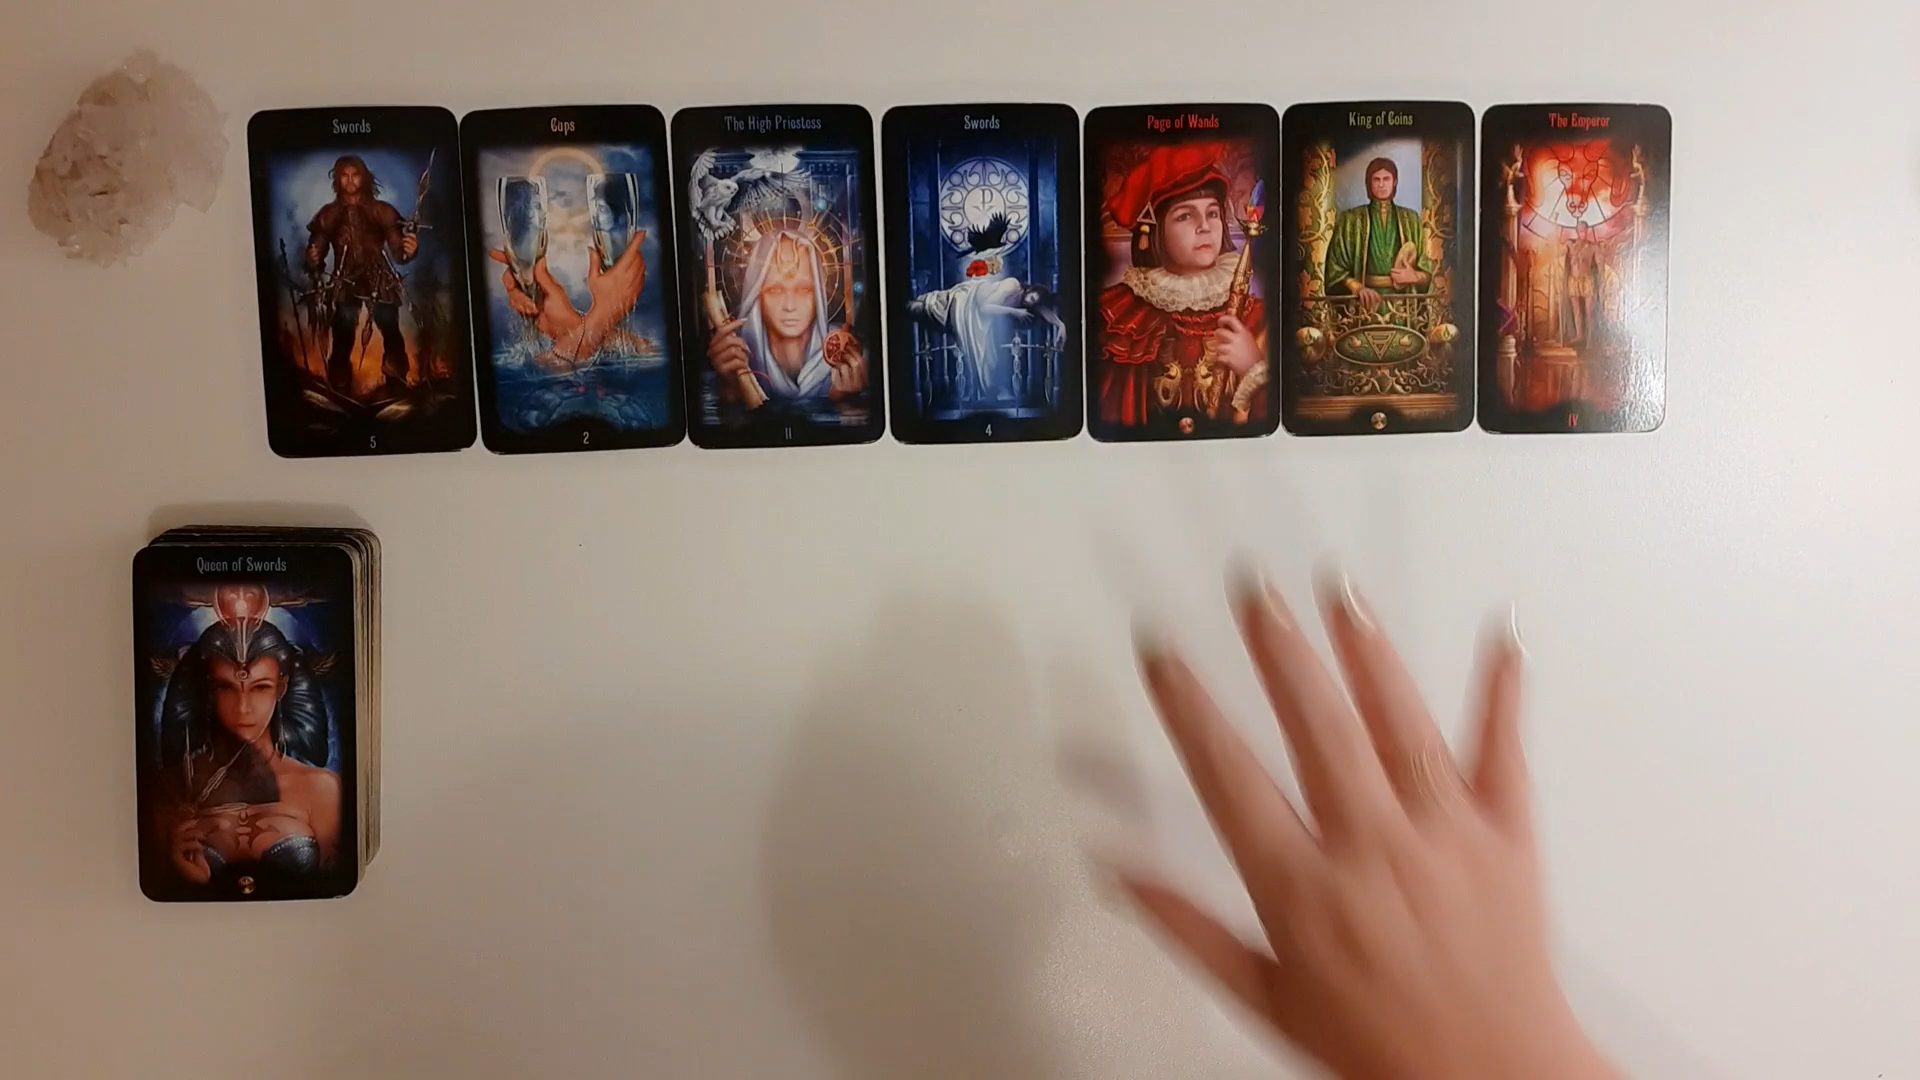 Swords
Cups
The High Priestess
Swords
Page of Wands
King of Coins
The Emperor
5
2
II
4
IV
Queen of Swords